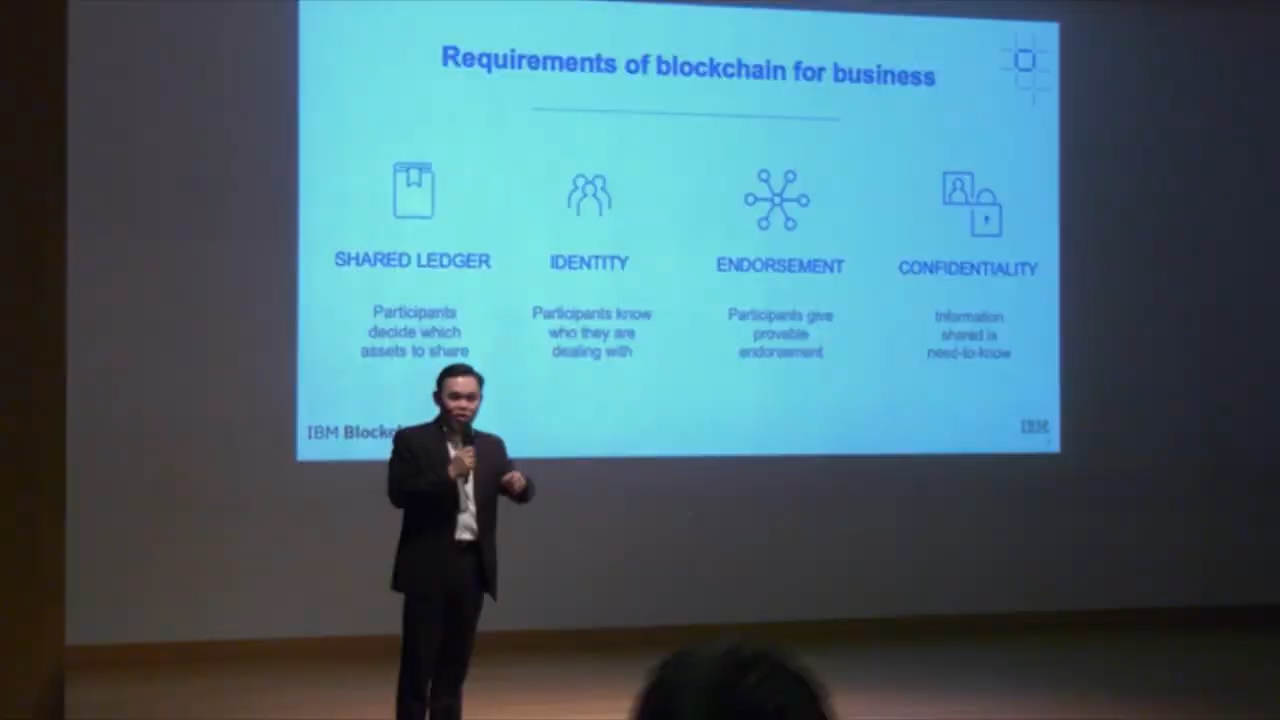 Requirements of blockchain for business
SHARED LEDGER
Participants
decide which
assets to share
IDENTITY
Participants know
who they are
dealing with
ENDORSEMENT
Participants give
provable
endorsement
CONFIDENTIALITY
Information
shared is
need-to-know
IBM
IBM